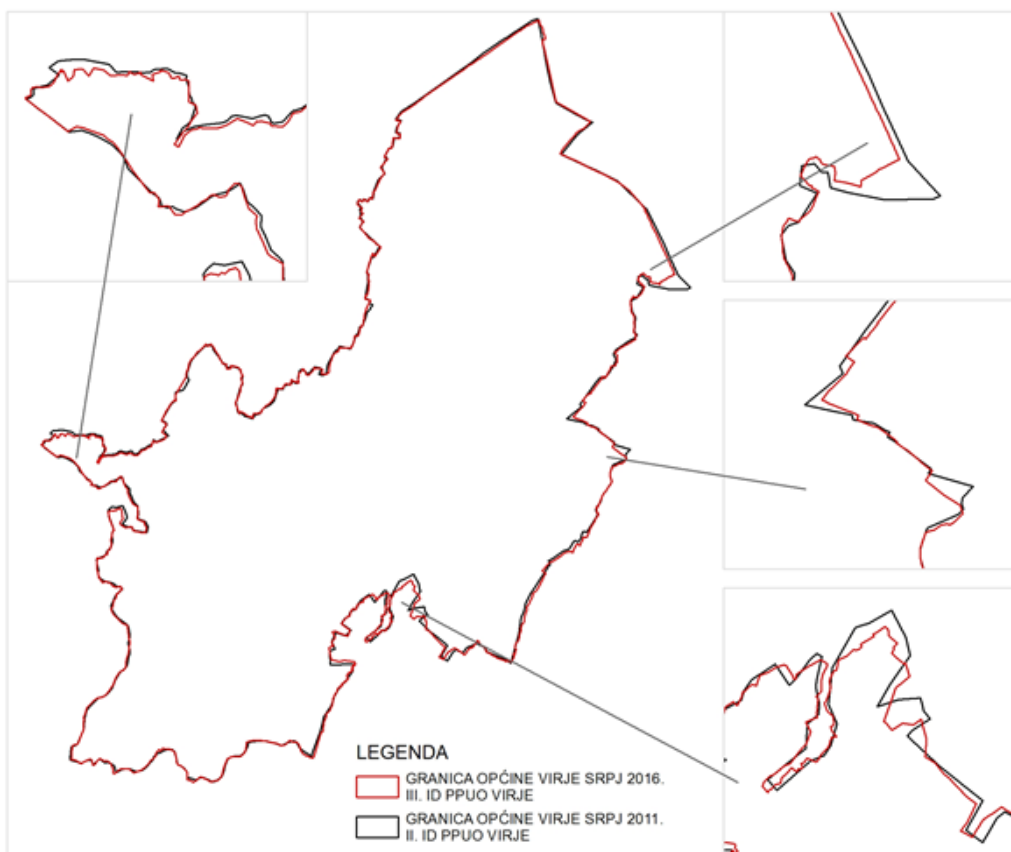 LEGENDA
GRANICA OPĆINE VIRJE SRPJ 2016.
III. ID PPUO VIRJE
GRANICA OPĆINE VIRJE SRPJ 2011.
II. ID PPUO VIRJE